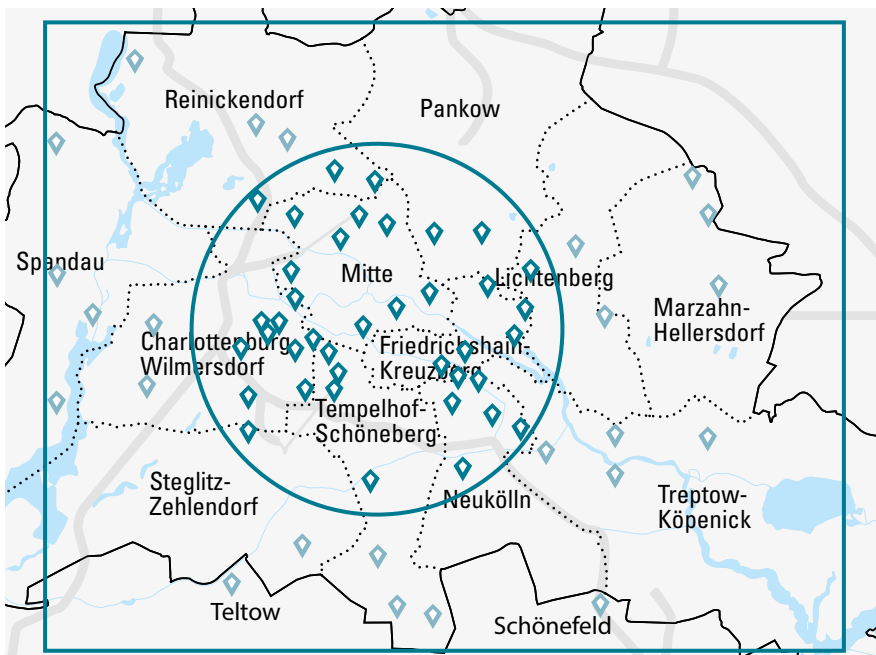 Reinickendorf
Pankow
Spandau
Mitte
Lichtenberg
Marzahn-
Hellersdorf
Charlottenburg
Wilmersdorf
Friedrichshain-
Kreuzberg
Tempelhof-
Schöneberg
Steglitz-
Zehlendorf
Neukölln
Treptow-
Köpenick
Teltow
Schönefeld